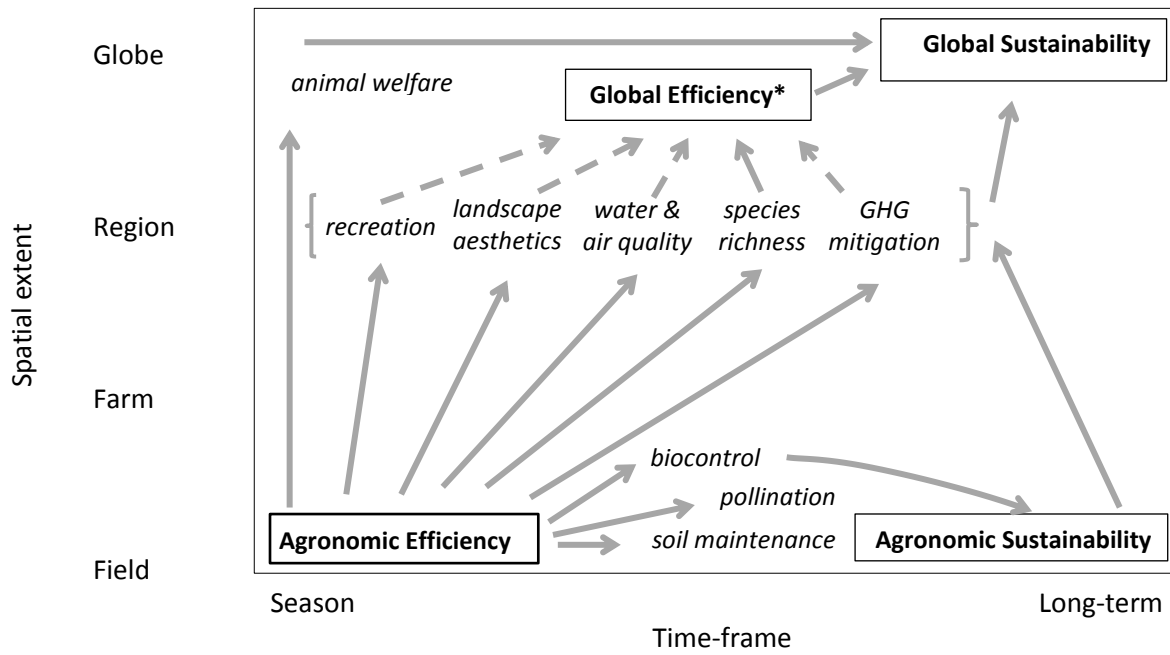 Globe
Global Sustainability
animal welfare
Global Efficiency*
Spatial extent
Region
recreation
landscape
aesthetics
water &
air quality
species
richness
GHG
mitigation
Farm
biocontrol
pollination
Agronomic Efficiency
soil maintenance
Agronomic Sustainability
Field
Season
Long-term
Time-frame